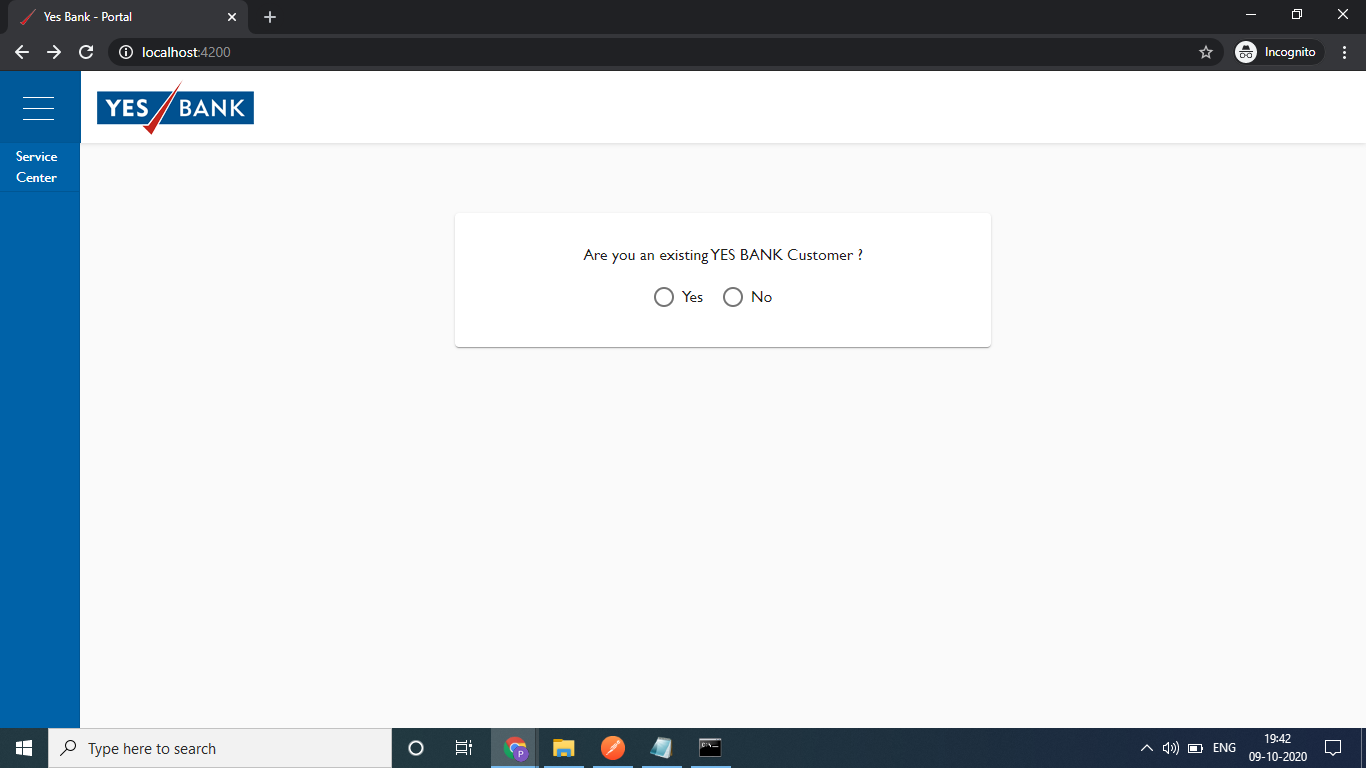 Yes Bank - Portal
localhost:4200
Incognito
YES BANK
Service
Center
Are you an existing YES BANK Customer ?
Yes No
Type here to search
P
C:\
ENG
19:42
09-10-2020